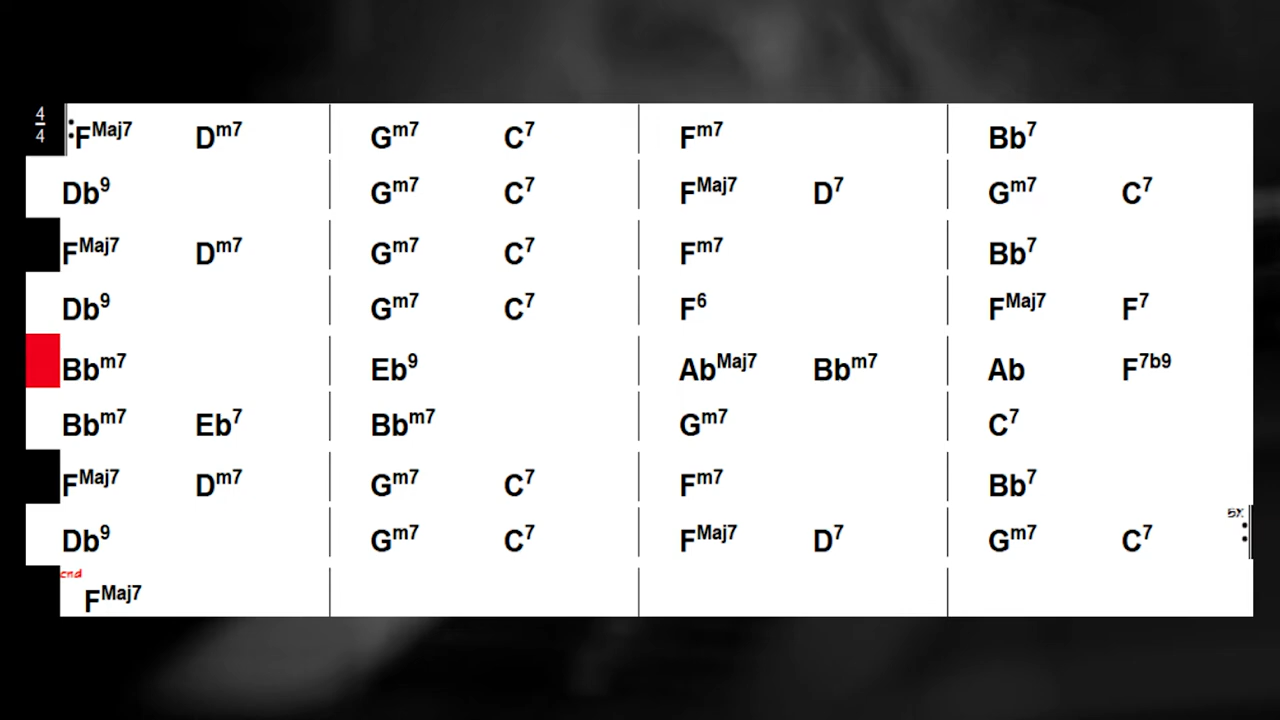 4/4 FMaj7 Dm7 Gm7 C7 Fm7 Bb7
Db9 Gm7 C7 FMaj7 D7 Gm7 C7
FMaj7 Dm7 Gm7 C7 Fm7 Bb7
Db9 Gm7 C7 F6 FMaj7 F7
Bbm7 Eb9 AbMaj7 Bbm7 Ab F7b9
Bbm7 Eb7 Bbm7 Gm7 C7
FMaj7 Dm7 Gm7 C7 Fm7 Bb7
5X
Db9 Gm7 C7 FMaj7 D7 Gm7 C7
end
FMaj7